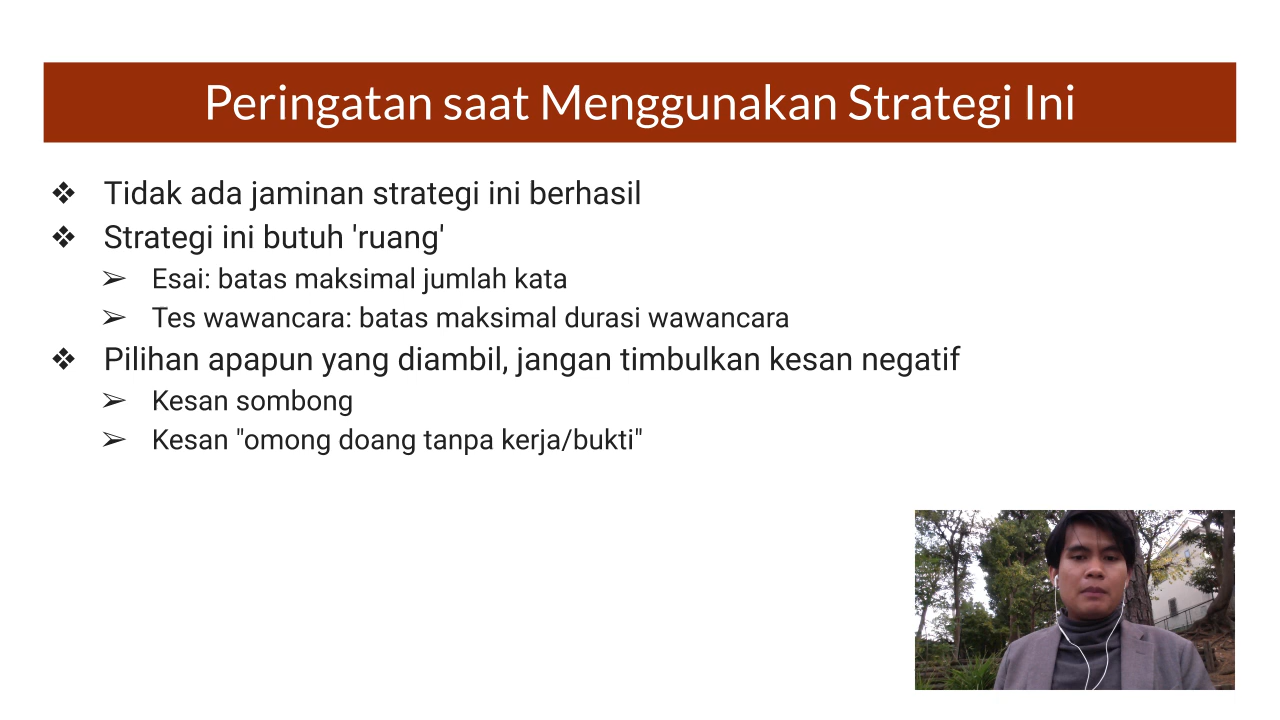 Peringatan saat Menggunakan Strategi Ini
❖ Tidak ada jaminan strategi ini berhasil
❖ Strategi ini butuh 'ruang'
➢ Esai: batas maksimal jumlah kata
➢ Tes wawancara: batas maksimal durasi wawancara
❖ Pilihan apapun yang diambil, jangan timbulkan kesan negatif
➢ Kesan sombong
➢ Kesan "omong doang tanpa kerja/bukti"